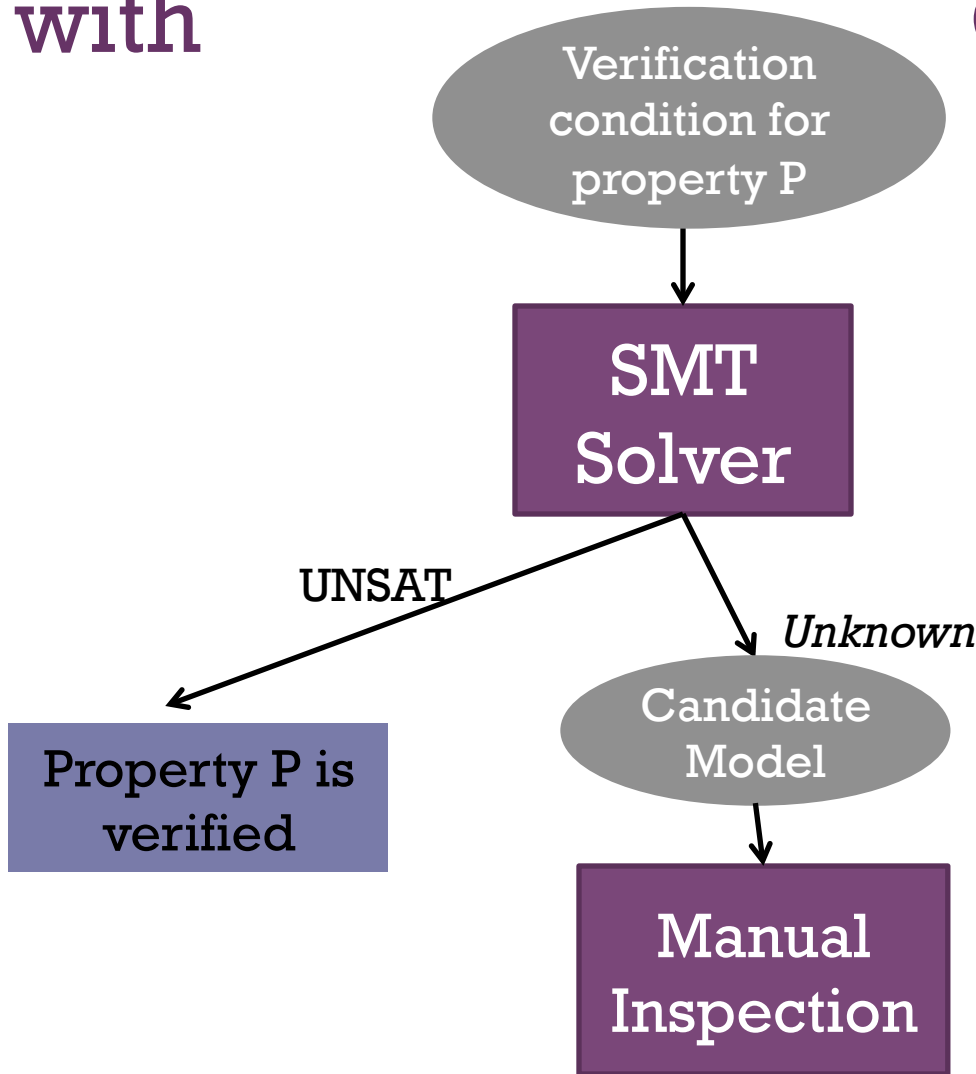 with
Verification
condition for
property P
SMT
Solver
UNSAT
Unknown
Candidate
Model
Property P is
verified
Manual
Inspection